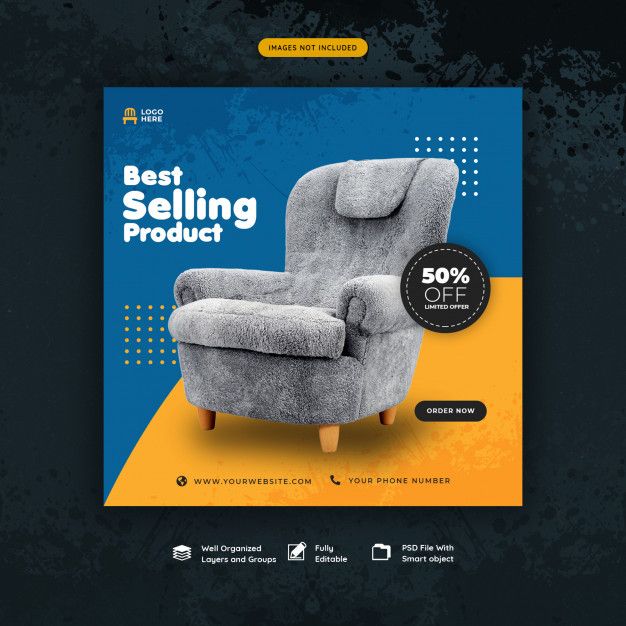 IMAGES NOT INCLUDED
LOGO
HERE
Best
Selling
Product
50%
OFF
LIMITED OFFER
ORDER NOW
WWW.YOURWEBSITE.COM
YOUR PHONE NUMBER
Well Organized
Layers and Groups
Fully
Editable
PSD File With
Smart object